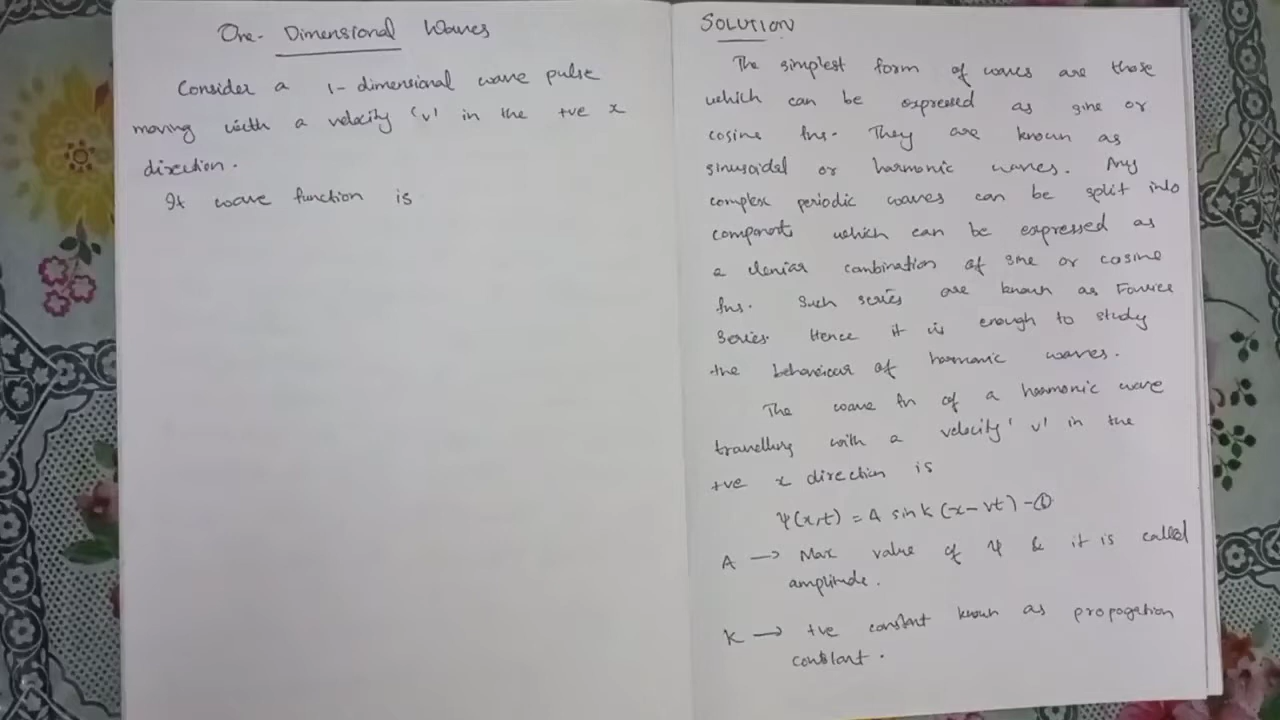 One- Dimensional Waves
Consider a 1-dimensional wave pulse
moving with a velocity 'v' in the +ve x
direction.
It wave function is
SOLUTION
The simplest form of waves are those
which can be expressed as sine or
cosine fns. They are known as
sinusoidal or harmonic waves. Any
complex periodic waves can be split into
components which can be expressed as
a leniar combination of sine or cosine
fns. Such series are known as Fourier
Series. Hence it is enough to study
the behaviour of harmonic waves.
The wave fn of a harmonic wave
travelling with a velocity 'v' in the
+ve x direction is
Ψ(x,t) = A sin k (x-vt) -①
A → Max value of Ψ & it is called
amplitude.
K → +ve constant known as propagation
constant.